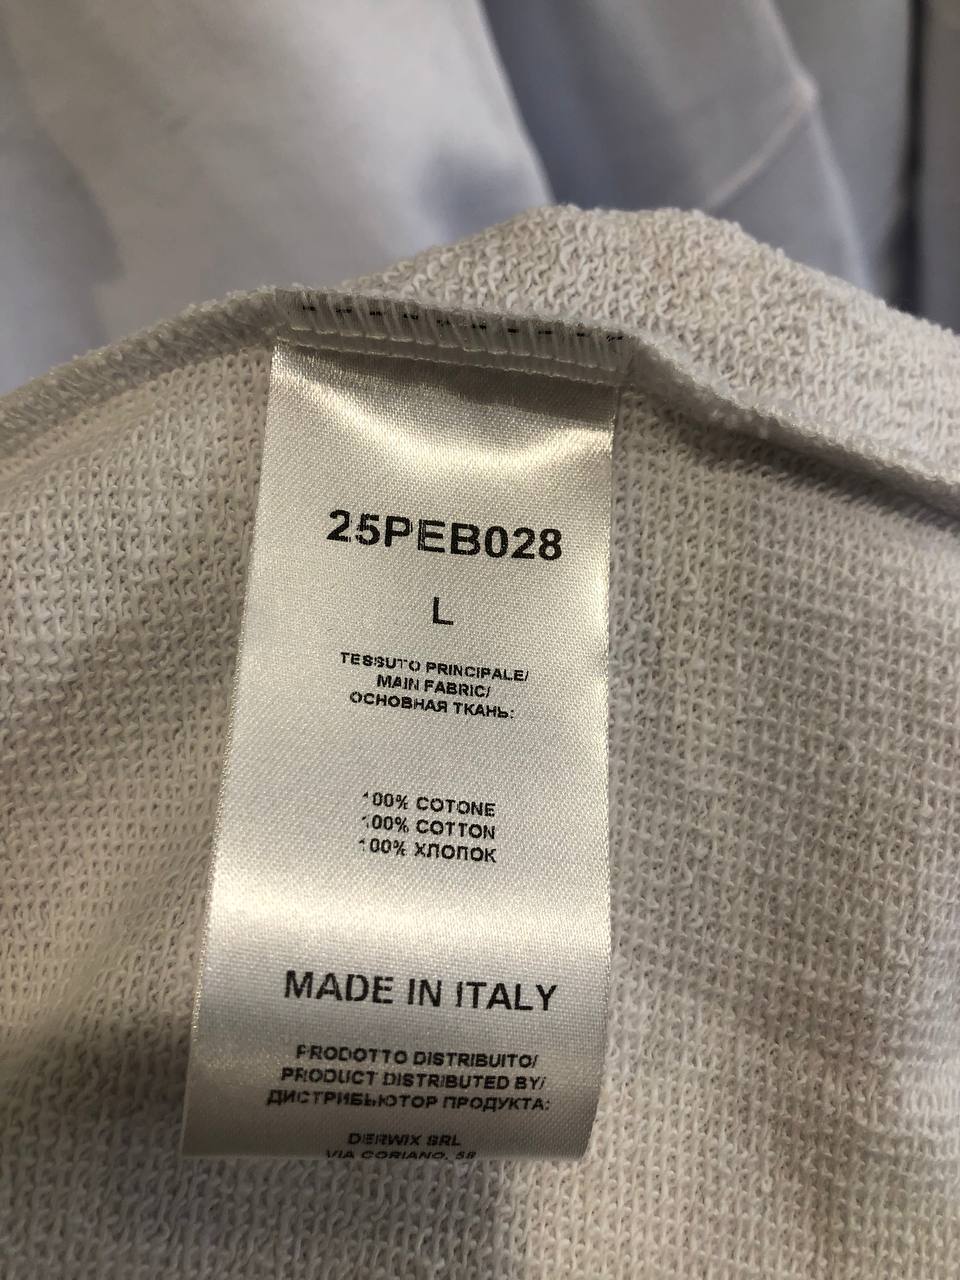 25PEB028
L
TESSUTO PRINCIPALE/
MAIN FABRIC/
ОСНОВНАЯ ТКАНЬ:
100% COTONE
100% COTTON
100% ХЛОПОК
MADE IN ITALY
PRODOTTO DISTRIBUITO/
PRODUCT DISTRIBUTED BY/
ДИСТРИБЬЮТОР ПРОДУКТА:
DERWIX SRL
VIA CORIANO, 58